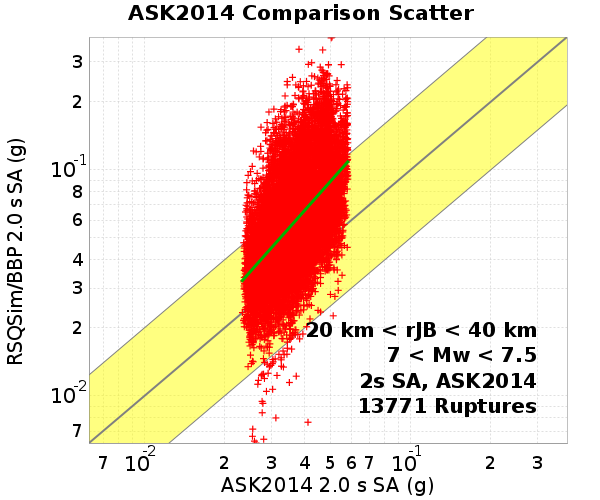 ASK2014 Comparison Scatter
RSQSim/BBP 2.0 s SA (g)
3
2
10-1
8
6
4
3
2
10-2
7
20 km < rJB < 40 km
7 < Mw < 7.5
2s SA, ASK2014
13771 Ruptures
7 10-2 2 3 4 5 6 7 10-1 2 3
ASK2014 2.0 s SA (g)